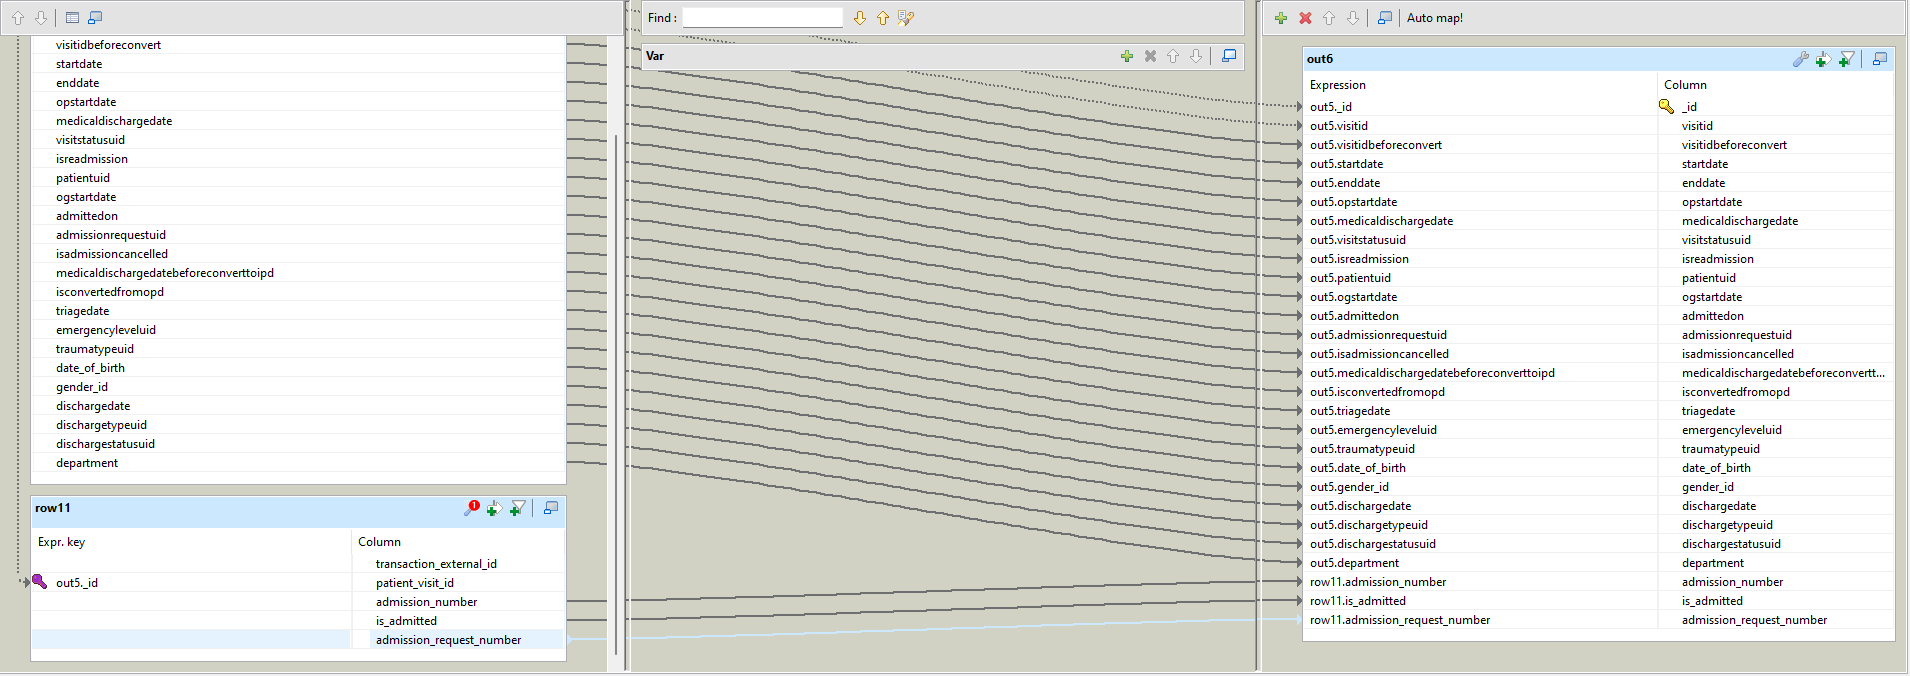 visitidbeforeconvert
startdate
enddate
opstartdate
medicaldischargedate
visitstatusuid
isreadmission
patientuid
ogstartdate
admittedon
admissionrequestuid
isadmissioncancelled
medicaldischargedatebeforeconverttoipd
isconvertedfromopd
triagedate
emergencyleveluid
traumatypeuid
date_of_birth
gender_id
dischargedate
dischargetypeuid
dischargestatusuid
department
row11
1
Expr. key Column
transaction_external_id
out5._id patient_visit_id
admission_number
is_admitted
admission_request_number
Find :
Var
Auto map!
out6
Expression Column
out5._id _id
out5.visitid visitid
out5.visitidbeforeconvert visitidbeforeconvert
out5.startdate startdate
out5.enddate enddate
out5.opstartdate opstartdate
out5.medicaldischargedate medicaldischargedate
out5.visitstatusuid visitstatusuid
out5.isreadmission isreadmission
out5.patientuid patientuid
out5.ogstartdate ogstartdate
out5.admittedon admittedon
out5.admissionrequestuid admissionrequestuid
out5.isadmissioncancelled isadmissioncancelled
out5.medicaldischargedatebeforeconverttoipd medicaldischargedatebeforeconvertt...
out5.isconvertedfromopd isconvertedfromopd
out5.triagedate triagedate
out5.emergencyleveluid emergencyleveluid
out5.traumatypeuid traumatypeuid
out5.date_of_birth date_of_birth
out5.gender_id gender_id
out5.dischargedate dischargedate
out5.dischargetypeuid dischargetypeuid
out5.dischargestatusuid dischargestatusuid
out5.department department
row11.admission_number admission_number
row11.is_admitted is_admitted
row11.admission_request_number admission_request_number